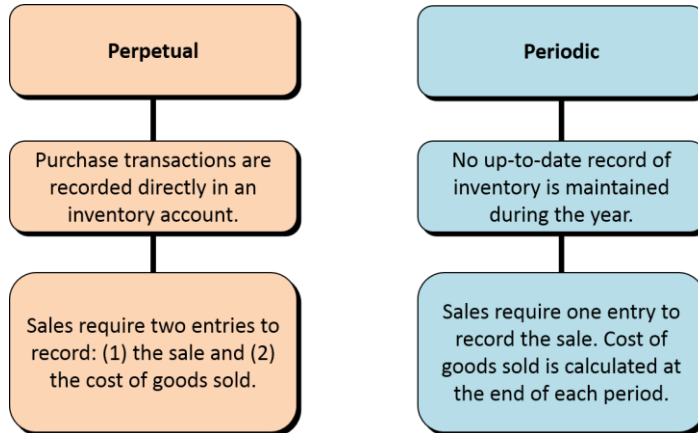 Perpetual
Purchase transactions are
recorded directly in an
inventory account.
Sales require two entries to
record: (1) the sale and (2)
the cost of goods sold.
Periodic
No up-to-date record of
inventory is maintained
during the year.
Sales require one entry to
record the sale. Cost of
goods sold is calculated at
the end of each period.